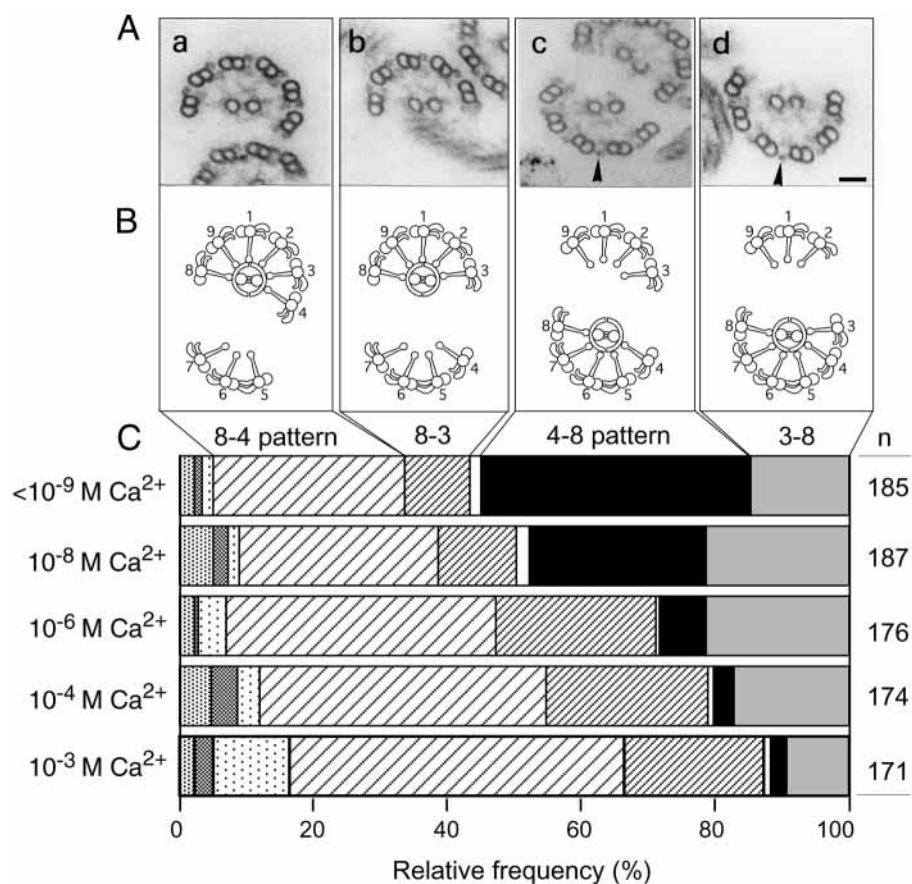 A
a b c d
B
1 1 1 1
9 2 9 2 9 2 9 2
8 3 8 3 3
4
8 8 3
7 7 4 7 4 7 4
6 5 6 5 6 5 6 5
C 8-4 pattern 8-3 4-8 pattern 3-8 n
<10⁻⁹ M Ca²⁺ 185
10⁻⁸ M Ca²⁺ 187
10⁻⁶ M Ca²⁺ 176
10⁻⁴ M Ca²⁺ 174
10⁻³ M Ca²⁺ 171
0 20 40 60 80 100
Relative frequency (%)